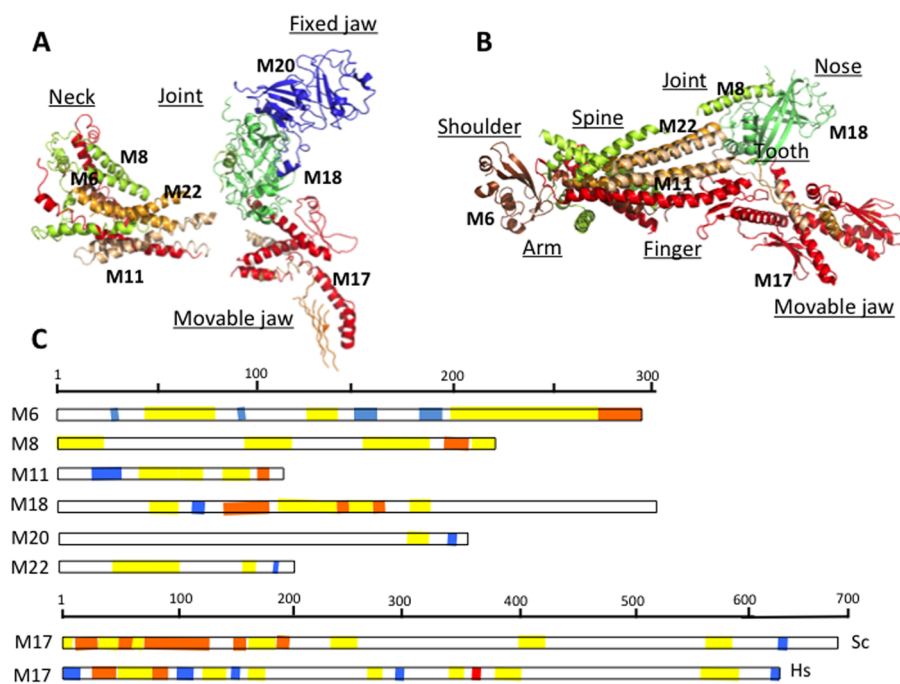 A
Fixed jaw
M20
Neck
Joint
M8
M6
M22
M18
M11
M17
Movable jaw
B
Nose
Joint
M8
Spine
Shoulder
M22
M18
Tooth
M11
M6
Arm
Finger
M17
Movable jaw
C
1 100 200 300
M6
M8
M11
M18
M20
M22
1 100 200 300 400 500 600 700
M17 Sc
M17 Hs